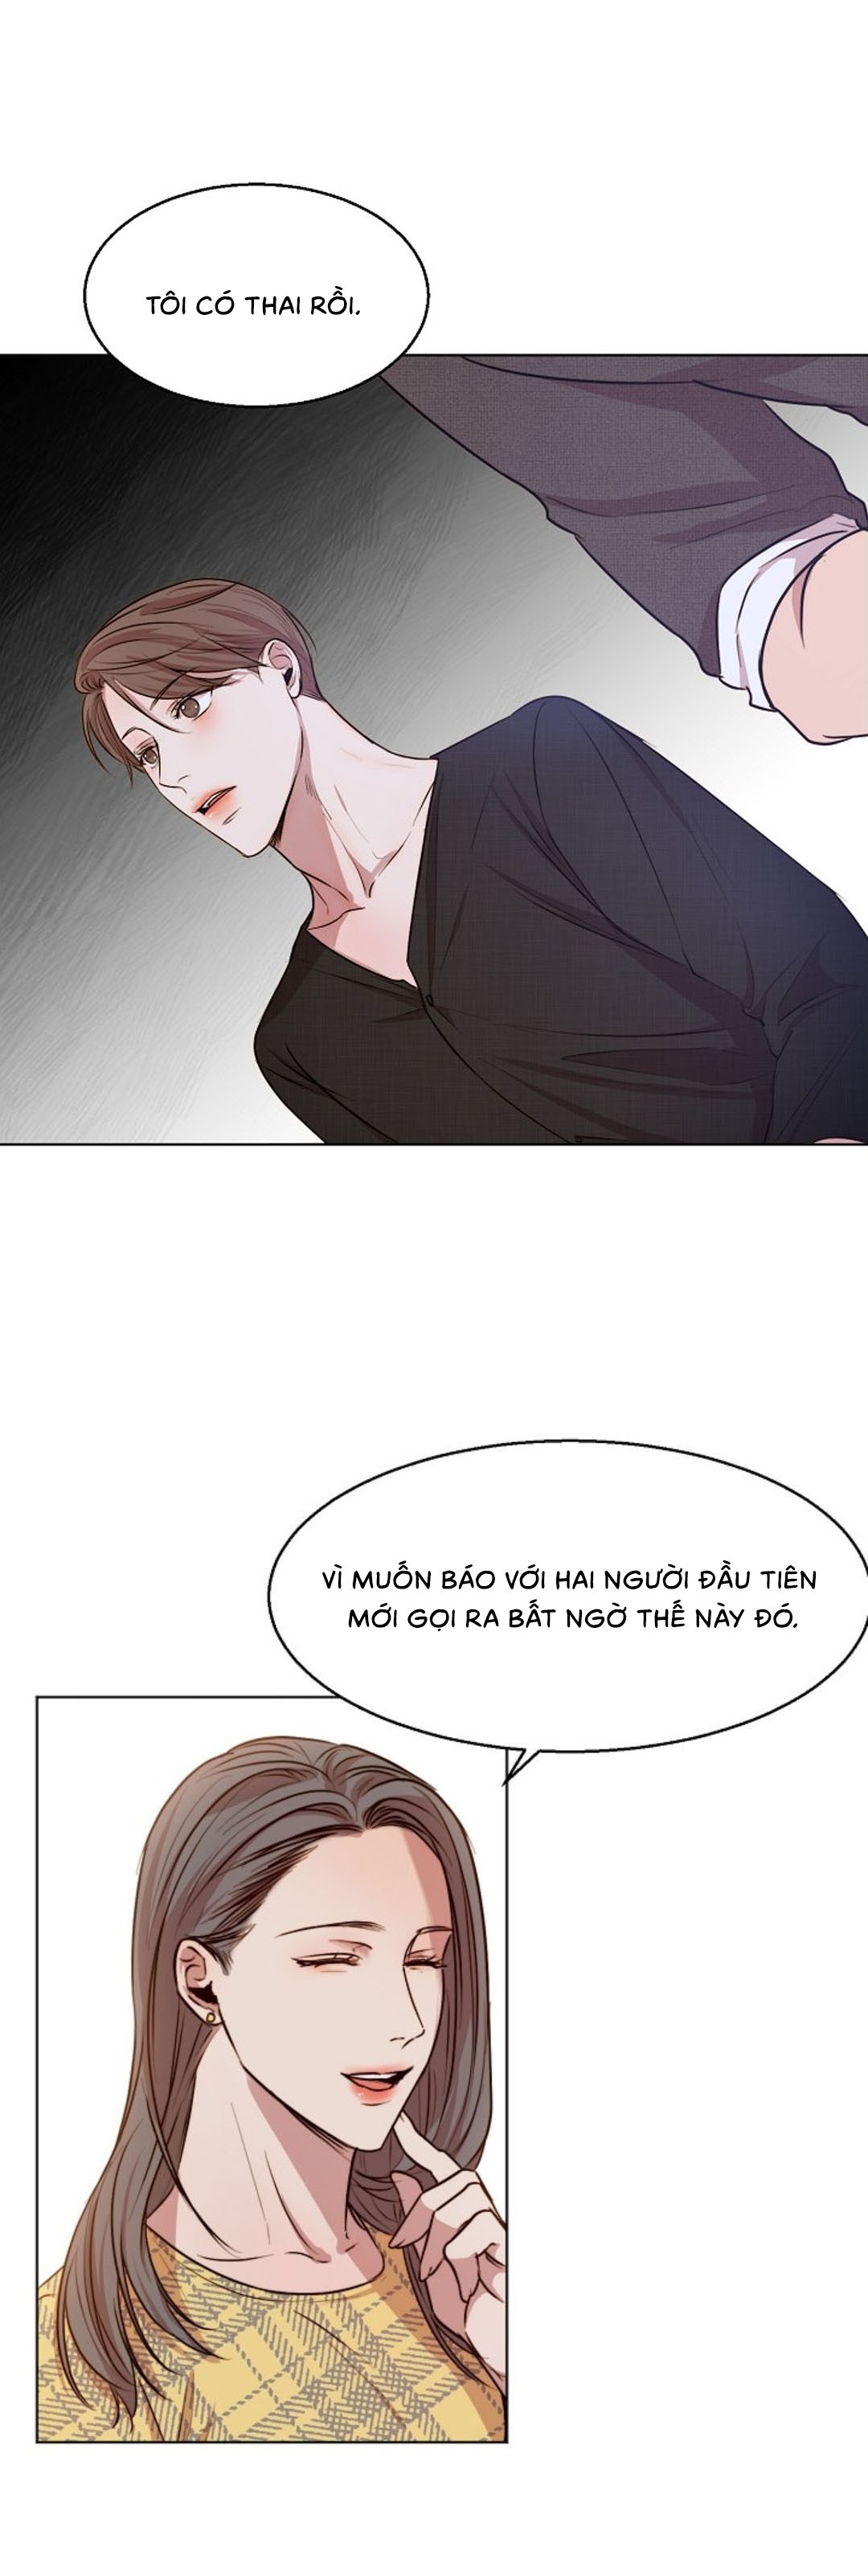 TÔI CÓ THAI RỒI.
VÌ MUỐN BÁO VỚI HAI NGƯỜI ĐẦU TIÊN
MỚI GỌI RA BẤT NGỜ THẾ NÀY ĐÓ.